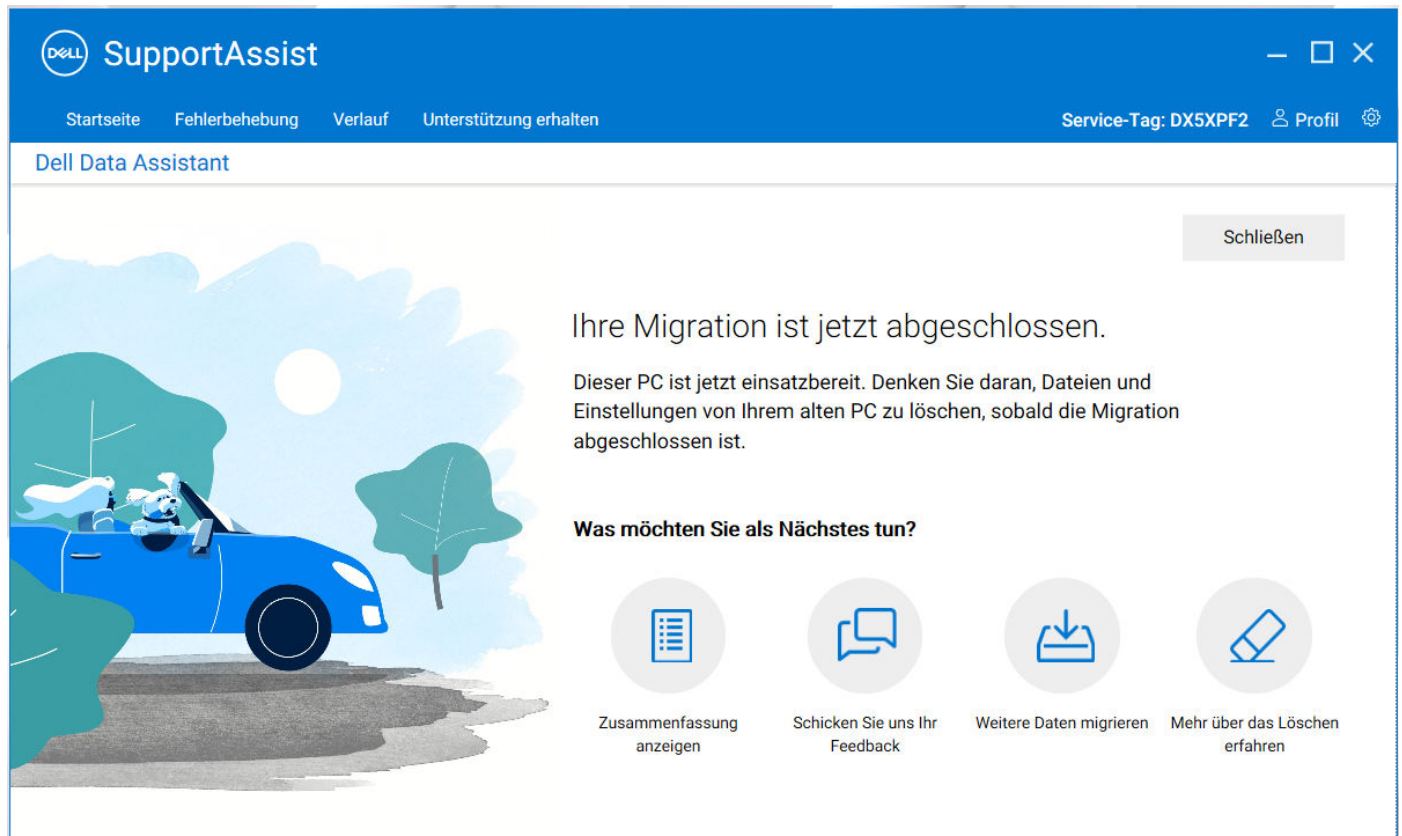 DELL SupportAssist
Startseite Fehlerbehebung Verlauf Unterstützung erhalten Service-Tag: DX5XPF2 Profil
Dell Data Assistant
Schließen
Ihre Migration ist jetzt abgeschlossen.
Dieser PC ist jetzt einsatzbereit. Denken Sie daran, Dateien und
Einstellungen von Ihrem alten PC zu löschen, sobald die Migration
abgeschlossen ist.
Was möchten Sie als Nächstes tun?
Zusammenfassung
anzeigen
Schicken Sie uns Ihr
Feedback
Weitere Daten migrieren
Mehr über das Löschen
erfahren